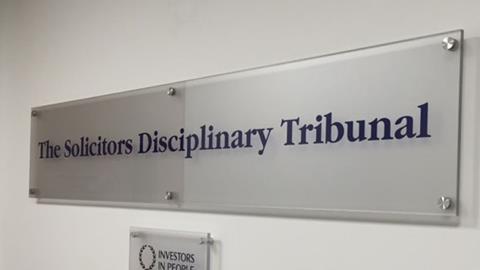 The Solicitors Disciplinary Tribunal
INVESTORS
IN PEOPLE